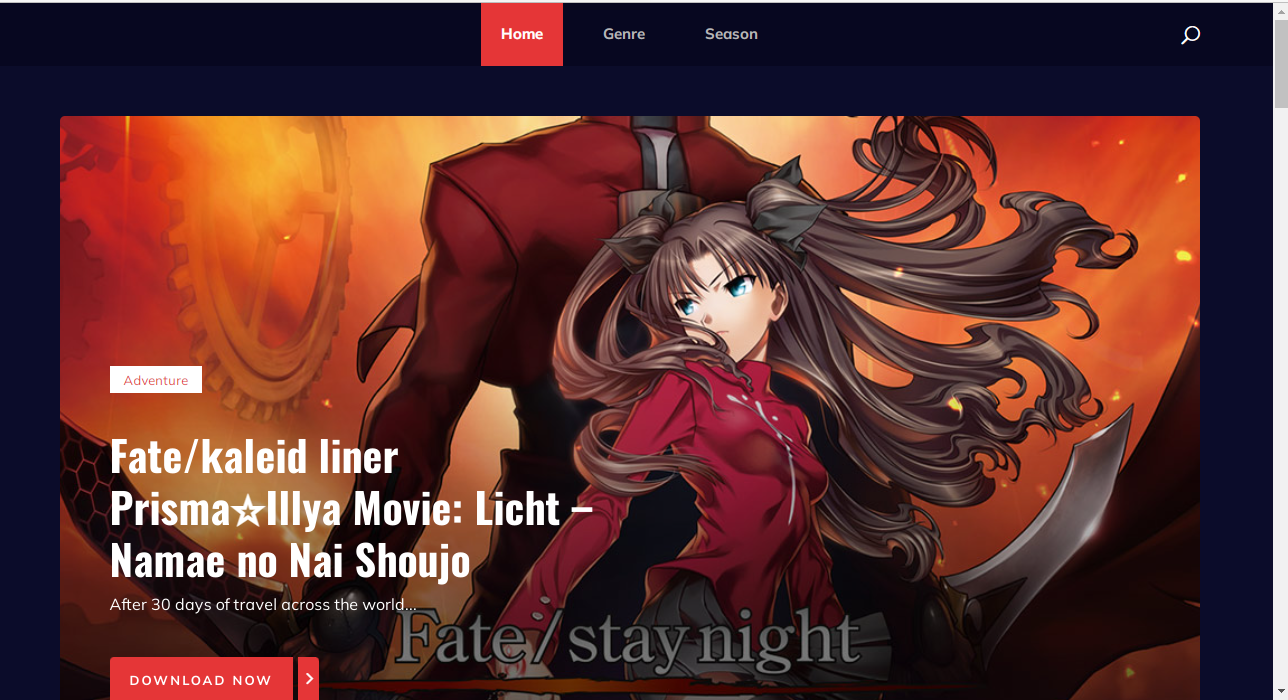 Home Genre Season
Adventure
Fate/kaleid liner
Prisma☆Illya Movie: Licht –
Namae no Nai Shoujo
After 30 days of travel across the world...
Fate/stay night
DOWNLOAD NOW